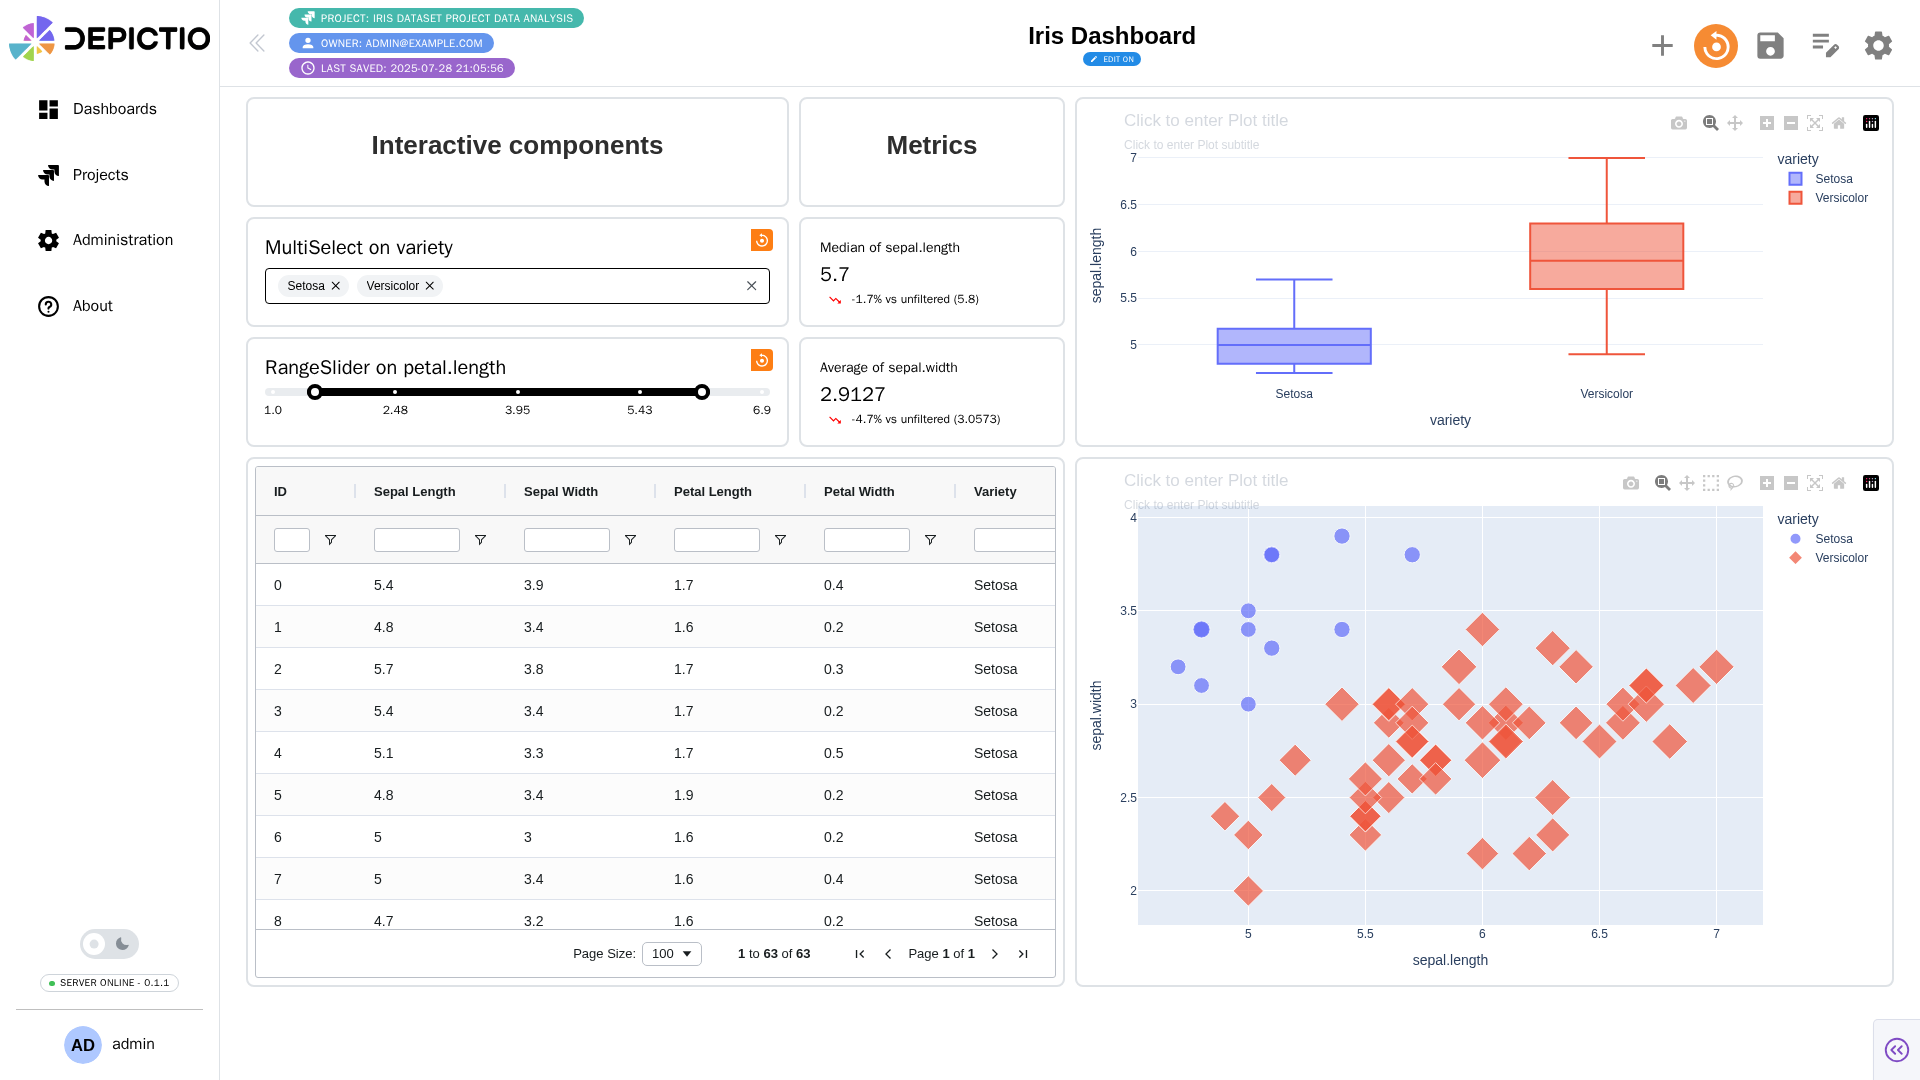 DEPICTIO
Dashboards
Projects
Administration
About
SERVER ONLINE - 0.1.1
AD
admin
PROJECT: IRIS DATASET PROJECT DATA ANALYSIS
OWNER: ADMIN@EXAMPLE.COM
LAST SAVED: 2025-07-28 21:05:56
Iris Dashboard
EDIT ON
Interactive components
Metrics
MultiSelect on variety
Setosa
Versicolor
Median of sepal.length
5.7
-1.7% vs unfiltered (5.8)
RangeSlider on petal.length
1.0 2.48 3.95 5.43 6.9
Average of sepal.width
2.9127
-4.7% vs unfiltered (3.0573)
Click to enter Plot title
Click to enter Plot subtitle
7
6.5
6
5.5
5
sepal.length
Setosa Versicolor
variety
variety
Setosa
Versicolor
ID Sepal Length Sepal Width Petal Length Petal Width Variety
0 5.4 3.9 1.7 0.4 Setosa
1 4.8 3.4 1.6 0.2 Setosa
2 5.7 3.8 1.7 0.3 Setosa
3 5.4 3.4 1.7 0.2 Setosa
4 5.1 3.3 1.7 0.5 Setosa
5 4.8 3.4 1.9 0.2 Setosa
6 5 3 1.6 0.2 Setosa
7 5 3.4 1.6 0.4 Setosa
8 4.7 3.2 1.6 0.2 Setosa
Page Size: 100 1 to 63 of 63 Page 1 of 1
Click to enter Plot title
Click to enter Plot subtitle
4
3.5
3
2.5
2
sepal.width
5 5.5 6 6.5 7
sepal.length
variety
Setosa
Versicolor